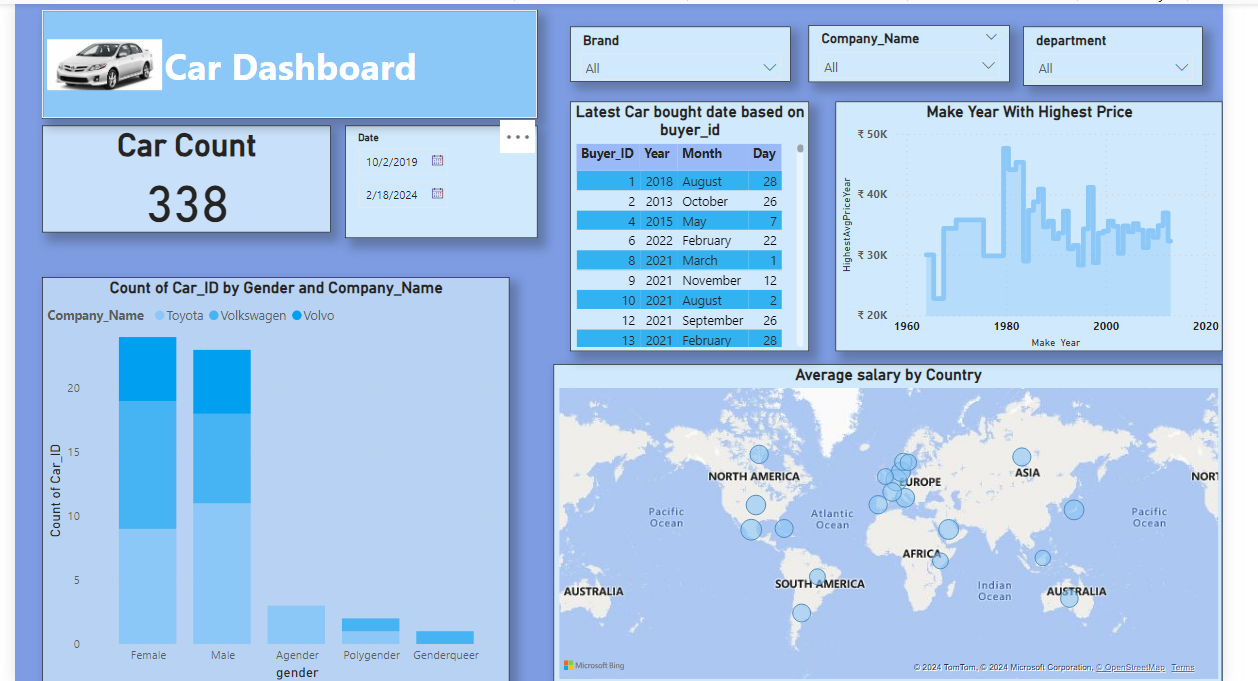 Car Dashboard
Brand
All
Company_Name
All
department
All
Car Count
338
Date
10/2/2019
2/18/2024
Latest Car bought date based on
buyer_id
Buyer_ID Year Month Day
1 2018 August 28
2 2013 October 26
4 2015 May 7
6 2022 February 22
8 2021 March 1
9 2021 November 12
10 2021 August 2
12 2021 September 26
13 2021 February 28
Make Year With Highest Price
HighestAvgPriceYear
₹ 50K
₹ 40K
₹ 30K
₹ 20K
1960 1980 2000 2020
Make Year
Count of Car_ID by Gender and Company_Name
Company_Name Toyota Volkswagen Volvo
Count of Car_ID
20
15
10
5
0
Female Male Agender Polygender Genderqueer
gender
Average salary by Country
NORTH AMERICA
EUROPE
ASIA
NORT
Pacific
Ocean
Atlantic
Ocean
Pacific
Ocean
AFRICA
SOUTH AMERICA
Indian
Ocean
AUSTRALIA
AUSTRALIA
Microsoft Bing
© 2024 TomTom, © 2024 Microsoft Corporation, © OpenStreetMap Terms